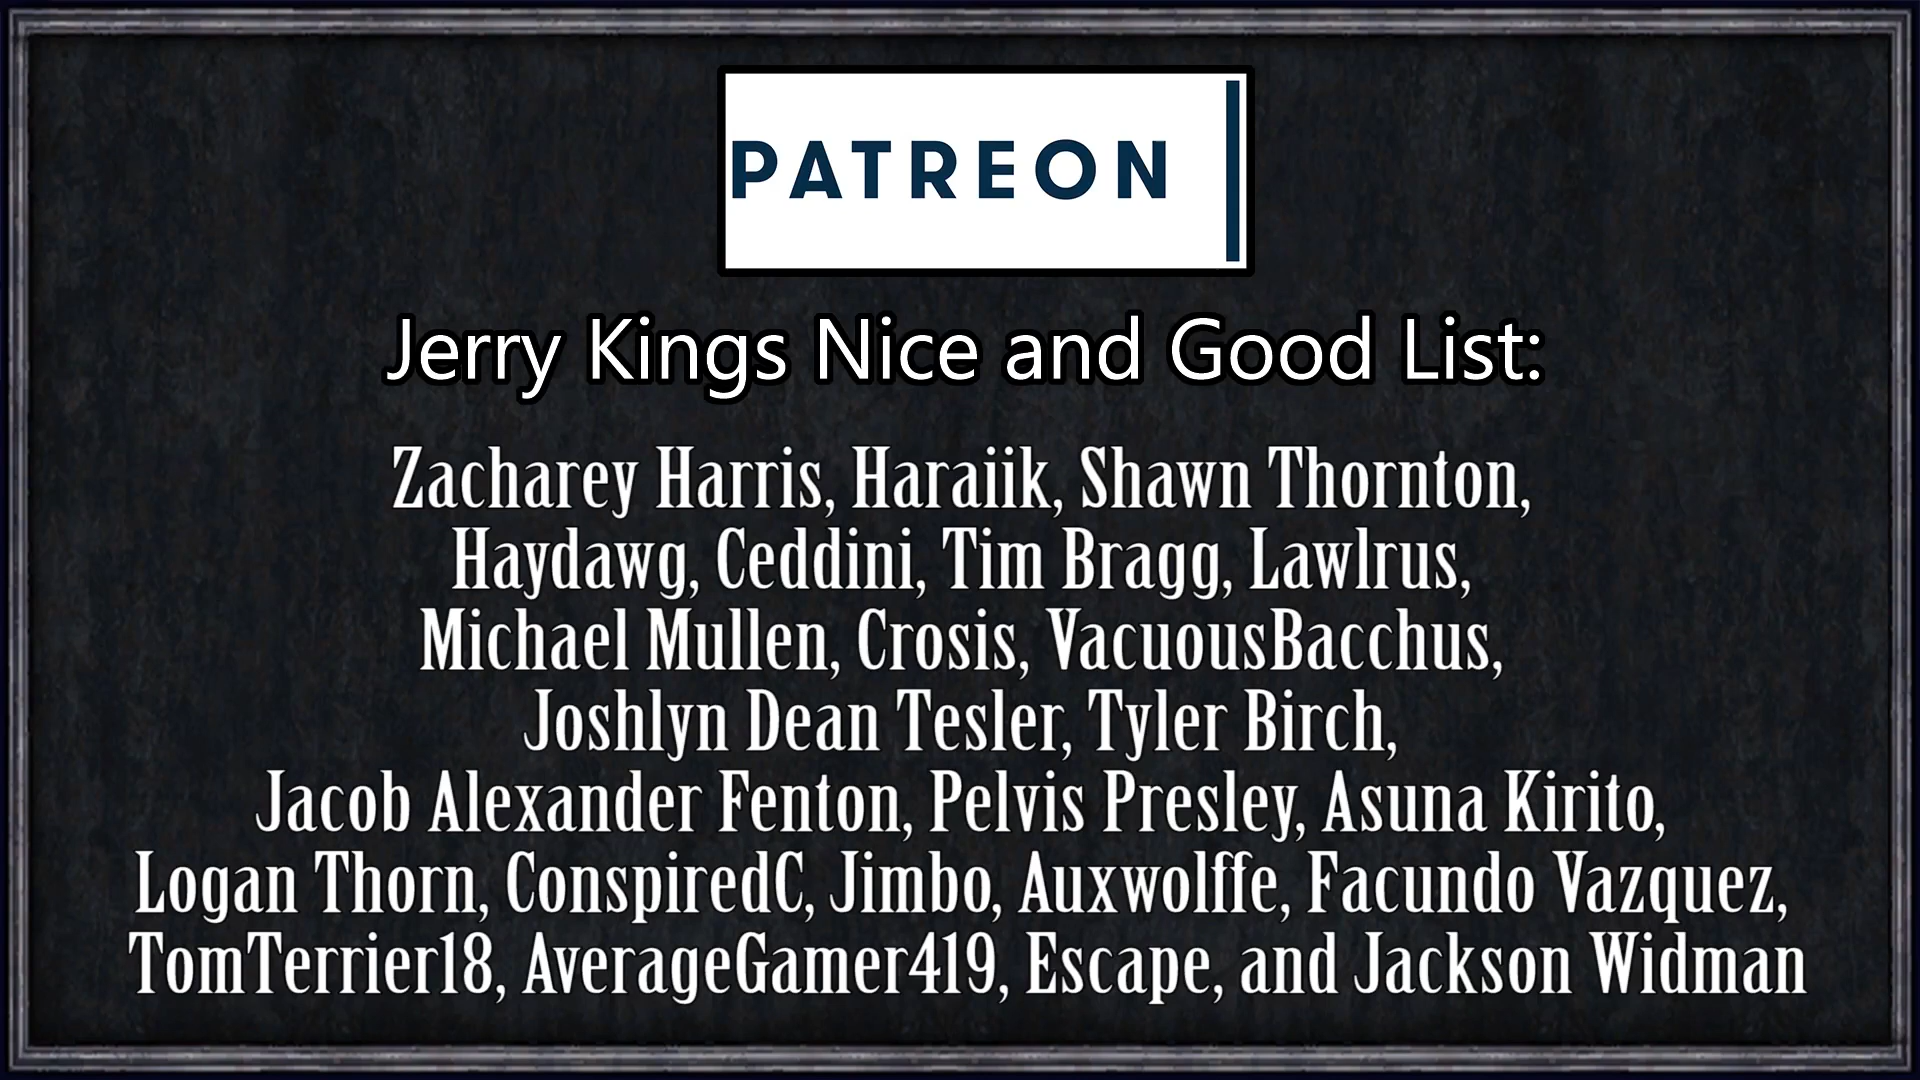 PATREON
Jerry Kings Nice and Good List:
Zacharey Harris, Haraiik, Shawn Thornton,
Haydawg, Ceddini, Tim Bragg, Lawlrus,
Michael Mullen, Crosis, VacuousBacchus,
Joshlyn Dean Tesler, Tyler Birch,
Jacob Alexander Fenton, Pelvis Presley, Asuna Kirito,
Logan Thorn, ConspiredC, Jimbo, Auxwolffe, Facundo Vazquez,
TomTerrier18, AverageGamer419, Escape, and Jackson Widman